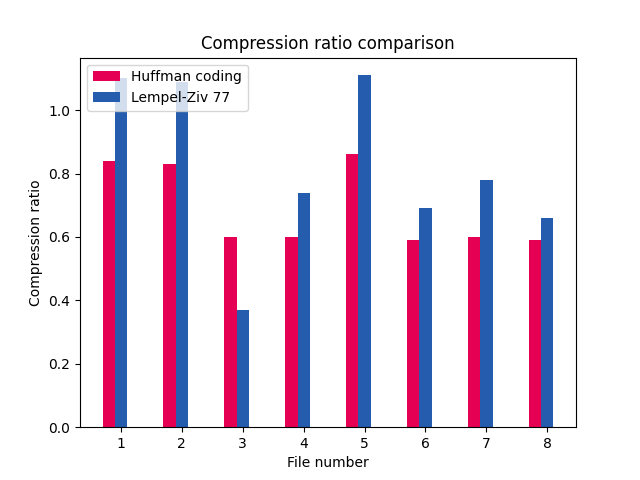 Compression ratio comparison
Huffman coding
Lempel-Ziv 77
Compression ratio
1.0
0.8
0.6
0.4
0.2
0.0
1 2 3 4 5 6 7 8
File number